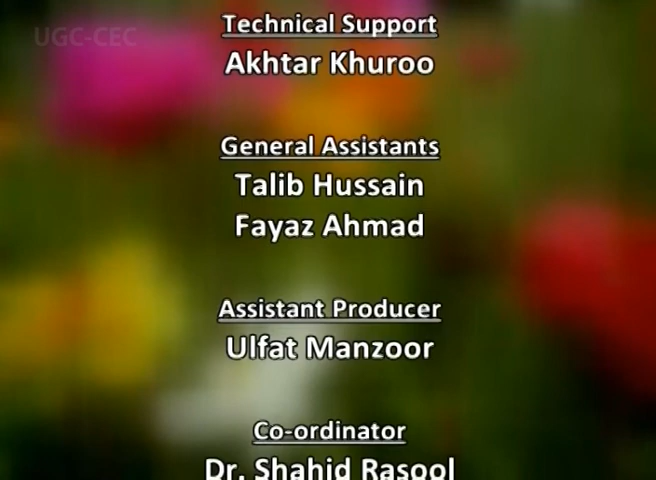 UGC-CEC
Technical Support
Akhtar Khuroo
General Assistants
Talib Hussain
Fayaz Ahmad
Assistant Producer
Ulfat Manzoor
Co-ordinator
Dr. Shahid Rasool